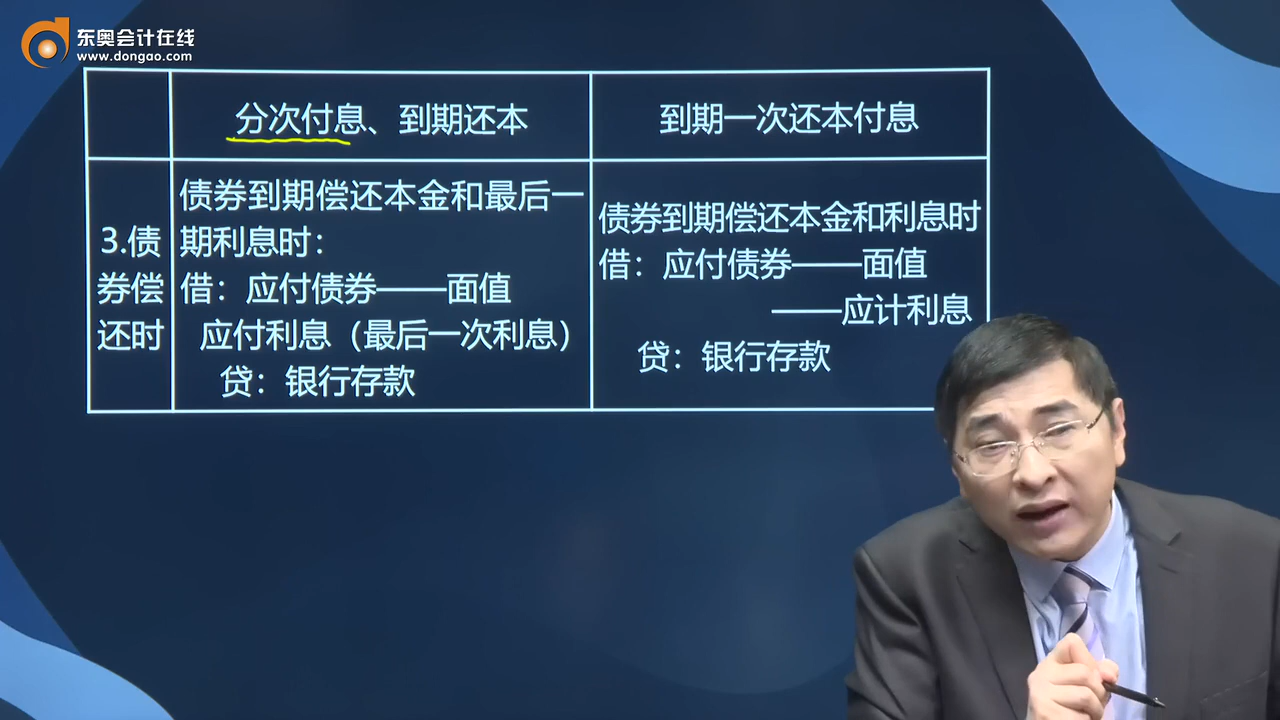 东奥会计在线
www.dongao.com
分次付息、到期还本
到期一次还本付息
3.债
券偿
还时
债券到期偿还本金和最后一
期利息时：
借：应付债券——面值
应付利息（最后一次利息）
贷：银行存款
债券到期偿还本金和利息时
借：应付债券——面值
——应计利息
贷：银行存款